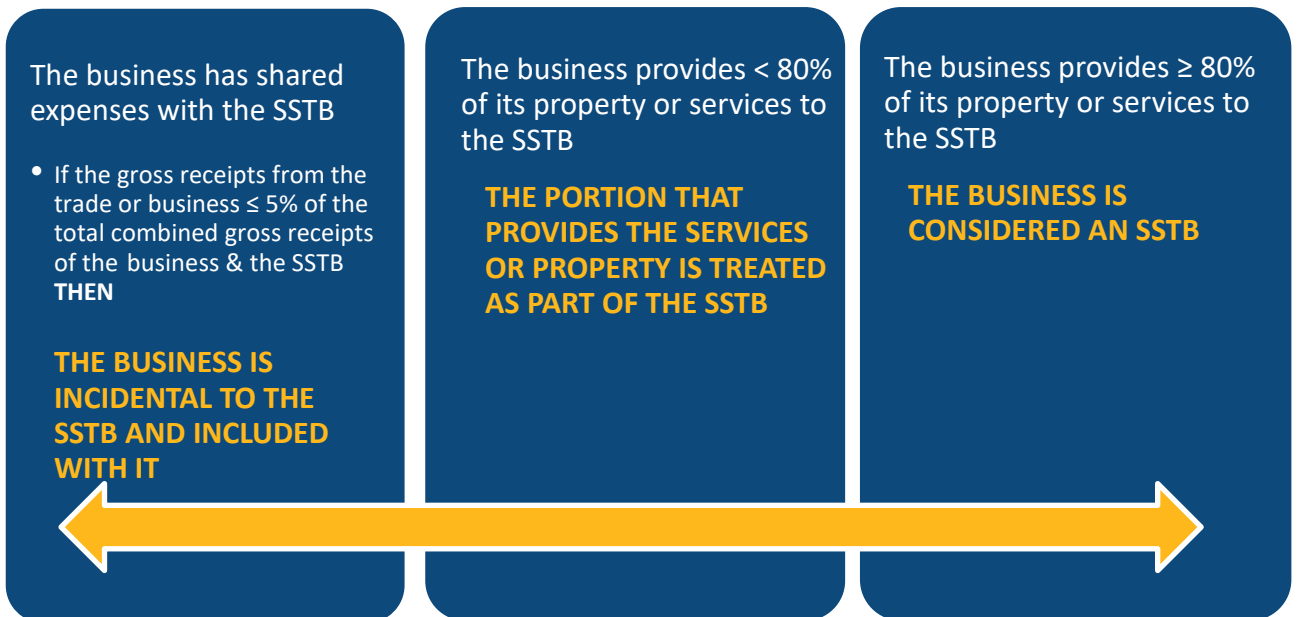 The business has shared
expenses with the SSTB
• If the gross receipts from the
trade or business ≤ 5% of the
total combined gross receipts
of the business & the SSTB
THEN
THE BUSINESS IS
INCIDENTAL TO THE
SSTB AND INCLUDED
WITH IT
The business provides < 80%
of its property or services to
the SSTB
THE PORTION THAT
PROVIDES THE SERVICES
OR PROPERTY IS TREATED
AS PART OF THE SSTB
The business provides ≥ 80%
of its property or services to
the SSTB
THE BUSINESS IS
CONSIDERED AN SSTB